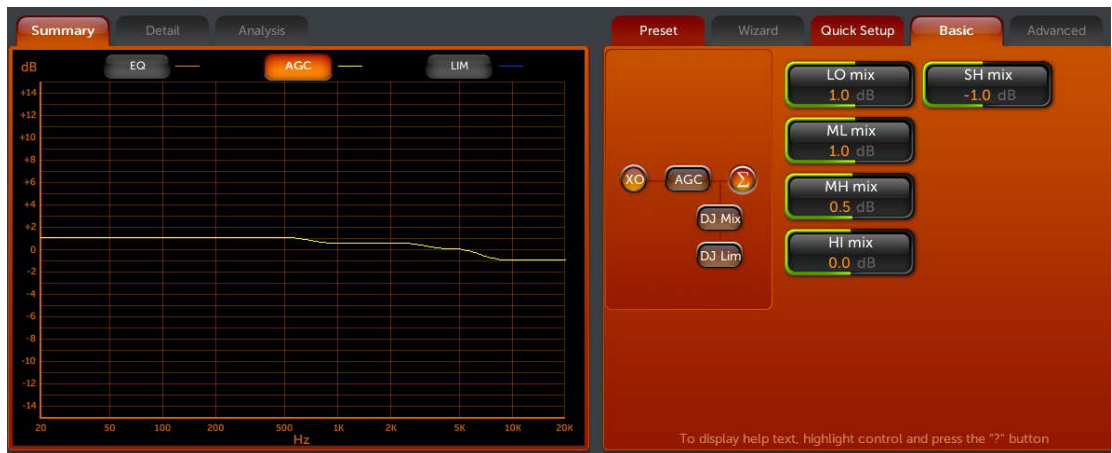 Summary Detail Analysis
dB EQ AGC LIM
+14
+12
+10
+8
+6
+4
+2
0
-2
-4
-6
-8
-10
-12
-14
20 50 100 200 500 1K 2K 5K 10K 20K
Hz
Preset Wizard Quick Setup Basic Advanced
XO AGC Σ
DJ Mix
DJ Lim
LO mix
1.0 dB
SH mix
-1.0 dB
ML mix
1.0 dB
MH mix
0.5 dB
HI mix
0.0 dB
To display help text, highlight control and press the "?" button